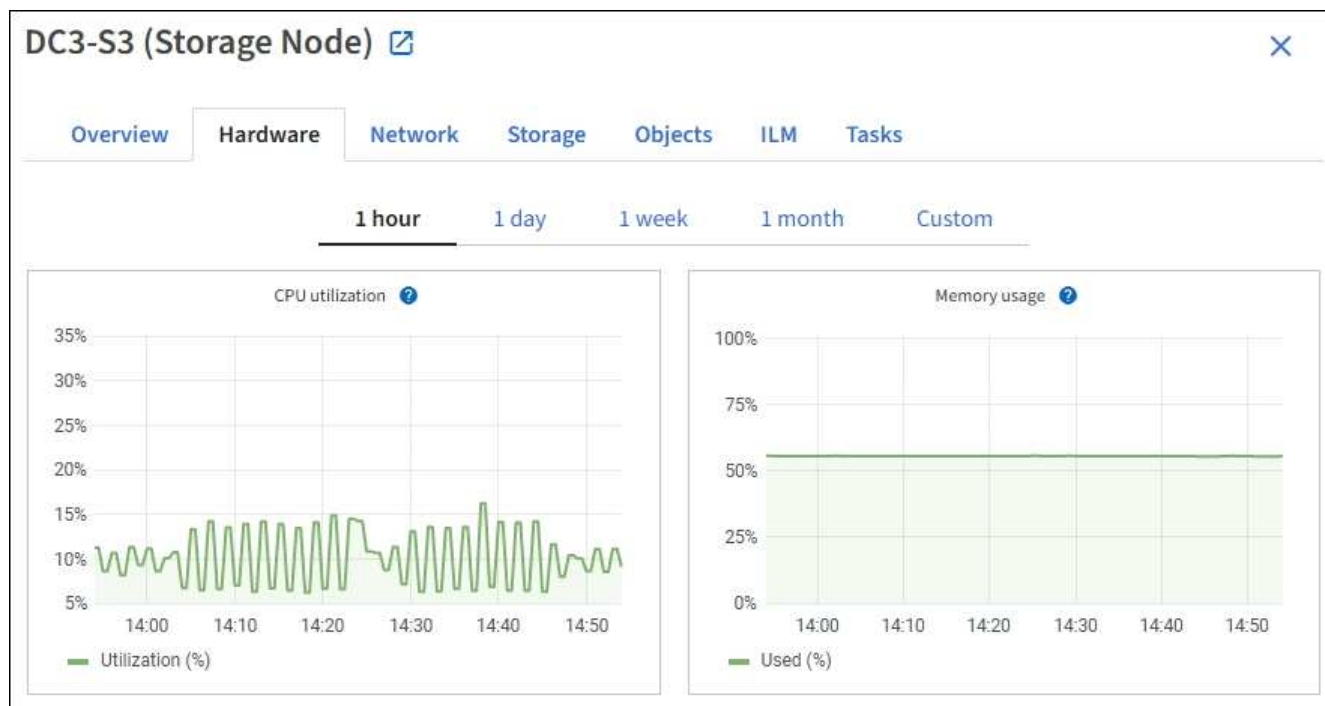 DC3-S3 (Storage Node)
Overview Hardware Network Storage Objects ILM Tasks
1 hour 1 day 1 week 1 month Custom
CPU utilization ?
35%
30%
25%
20%
15%
10%
5%
14:00 14:10 14:20 14:30 14:40 14:50
Utilization (%)
Memory usage ?
100%
75%
50%
25%
0%
14:00 14:10 14:20 14:30 14:40 14:50
Used (%)